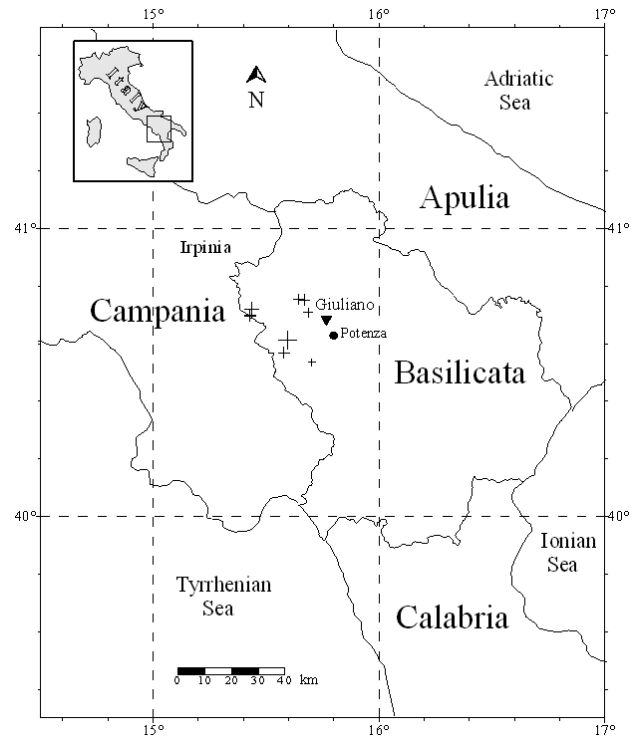 15° 16° 17°
Italy
N
Adriatic
Sea
Apulia
41° 41°
Irpinia
Campania
Giuliano
Potenza
Basilicata
40° 40°
Ionian
Sea
Tyrrhenian
Sea
Calabria
0 10 20 30 40 km
15° 16° 17°